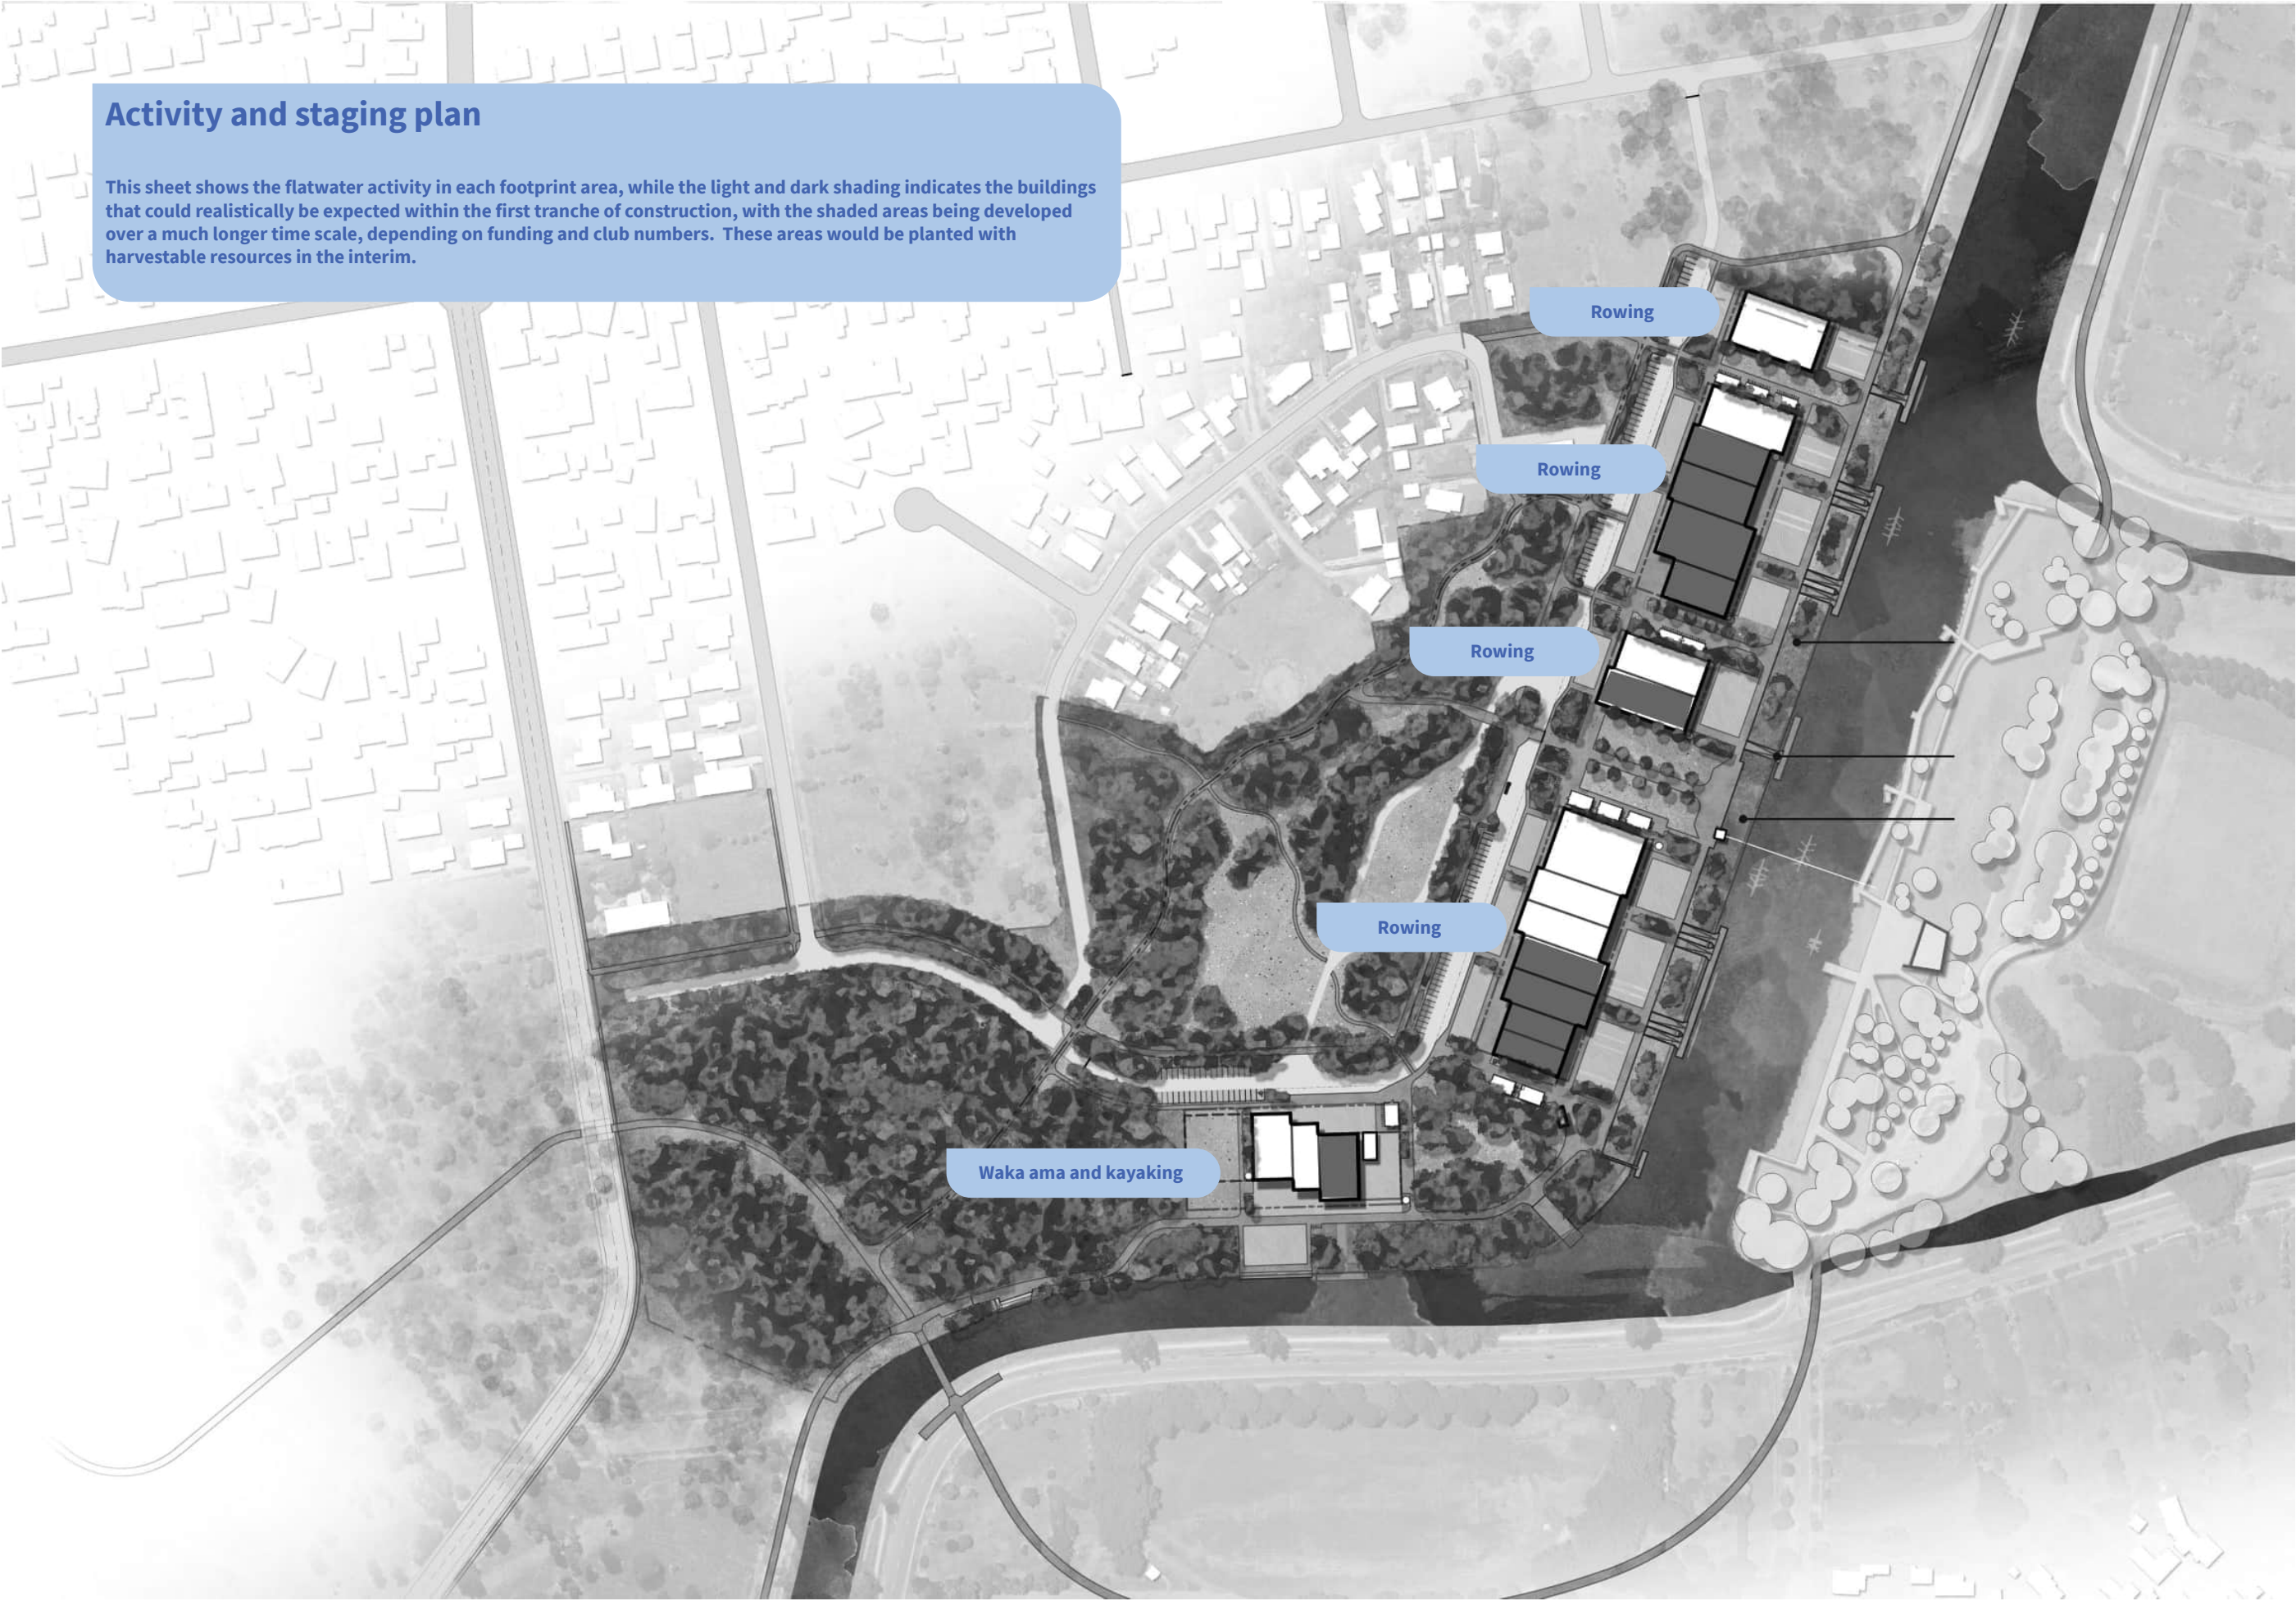 Activity and staging plan
This sheet shows the flatwater activity in each footprint area, while the light and dark shading indicates the buildings
that could realistically be expected within the first tranche of construction, with the shaded areas being developed
over a much longer time scale, depending on funding and club numbers.  These areas would be planted with
harvestable resources in the interim.
Rowing
Rowing
Rowing
Rowing
Waka ama and kayaking